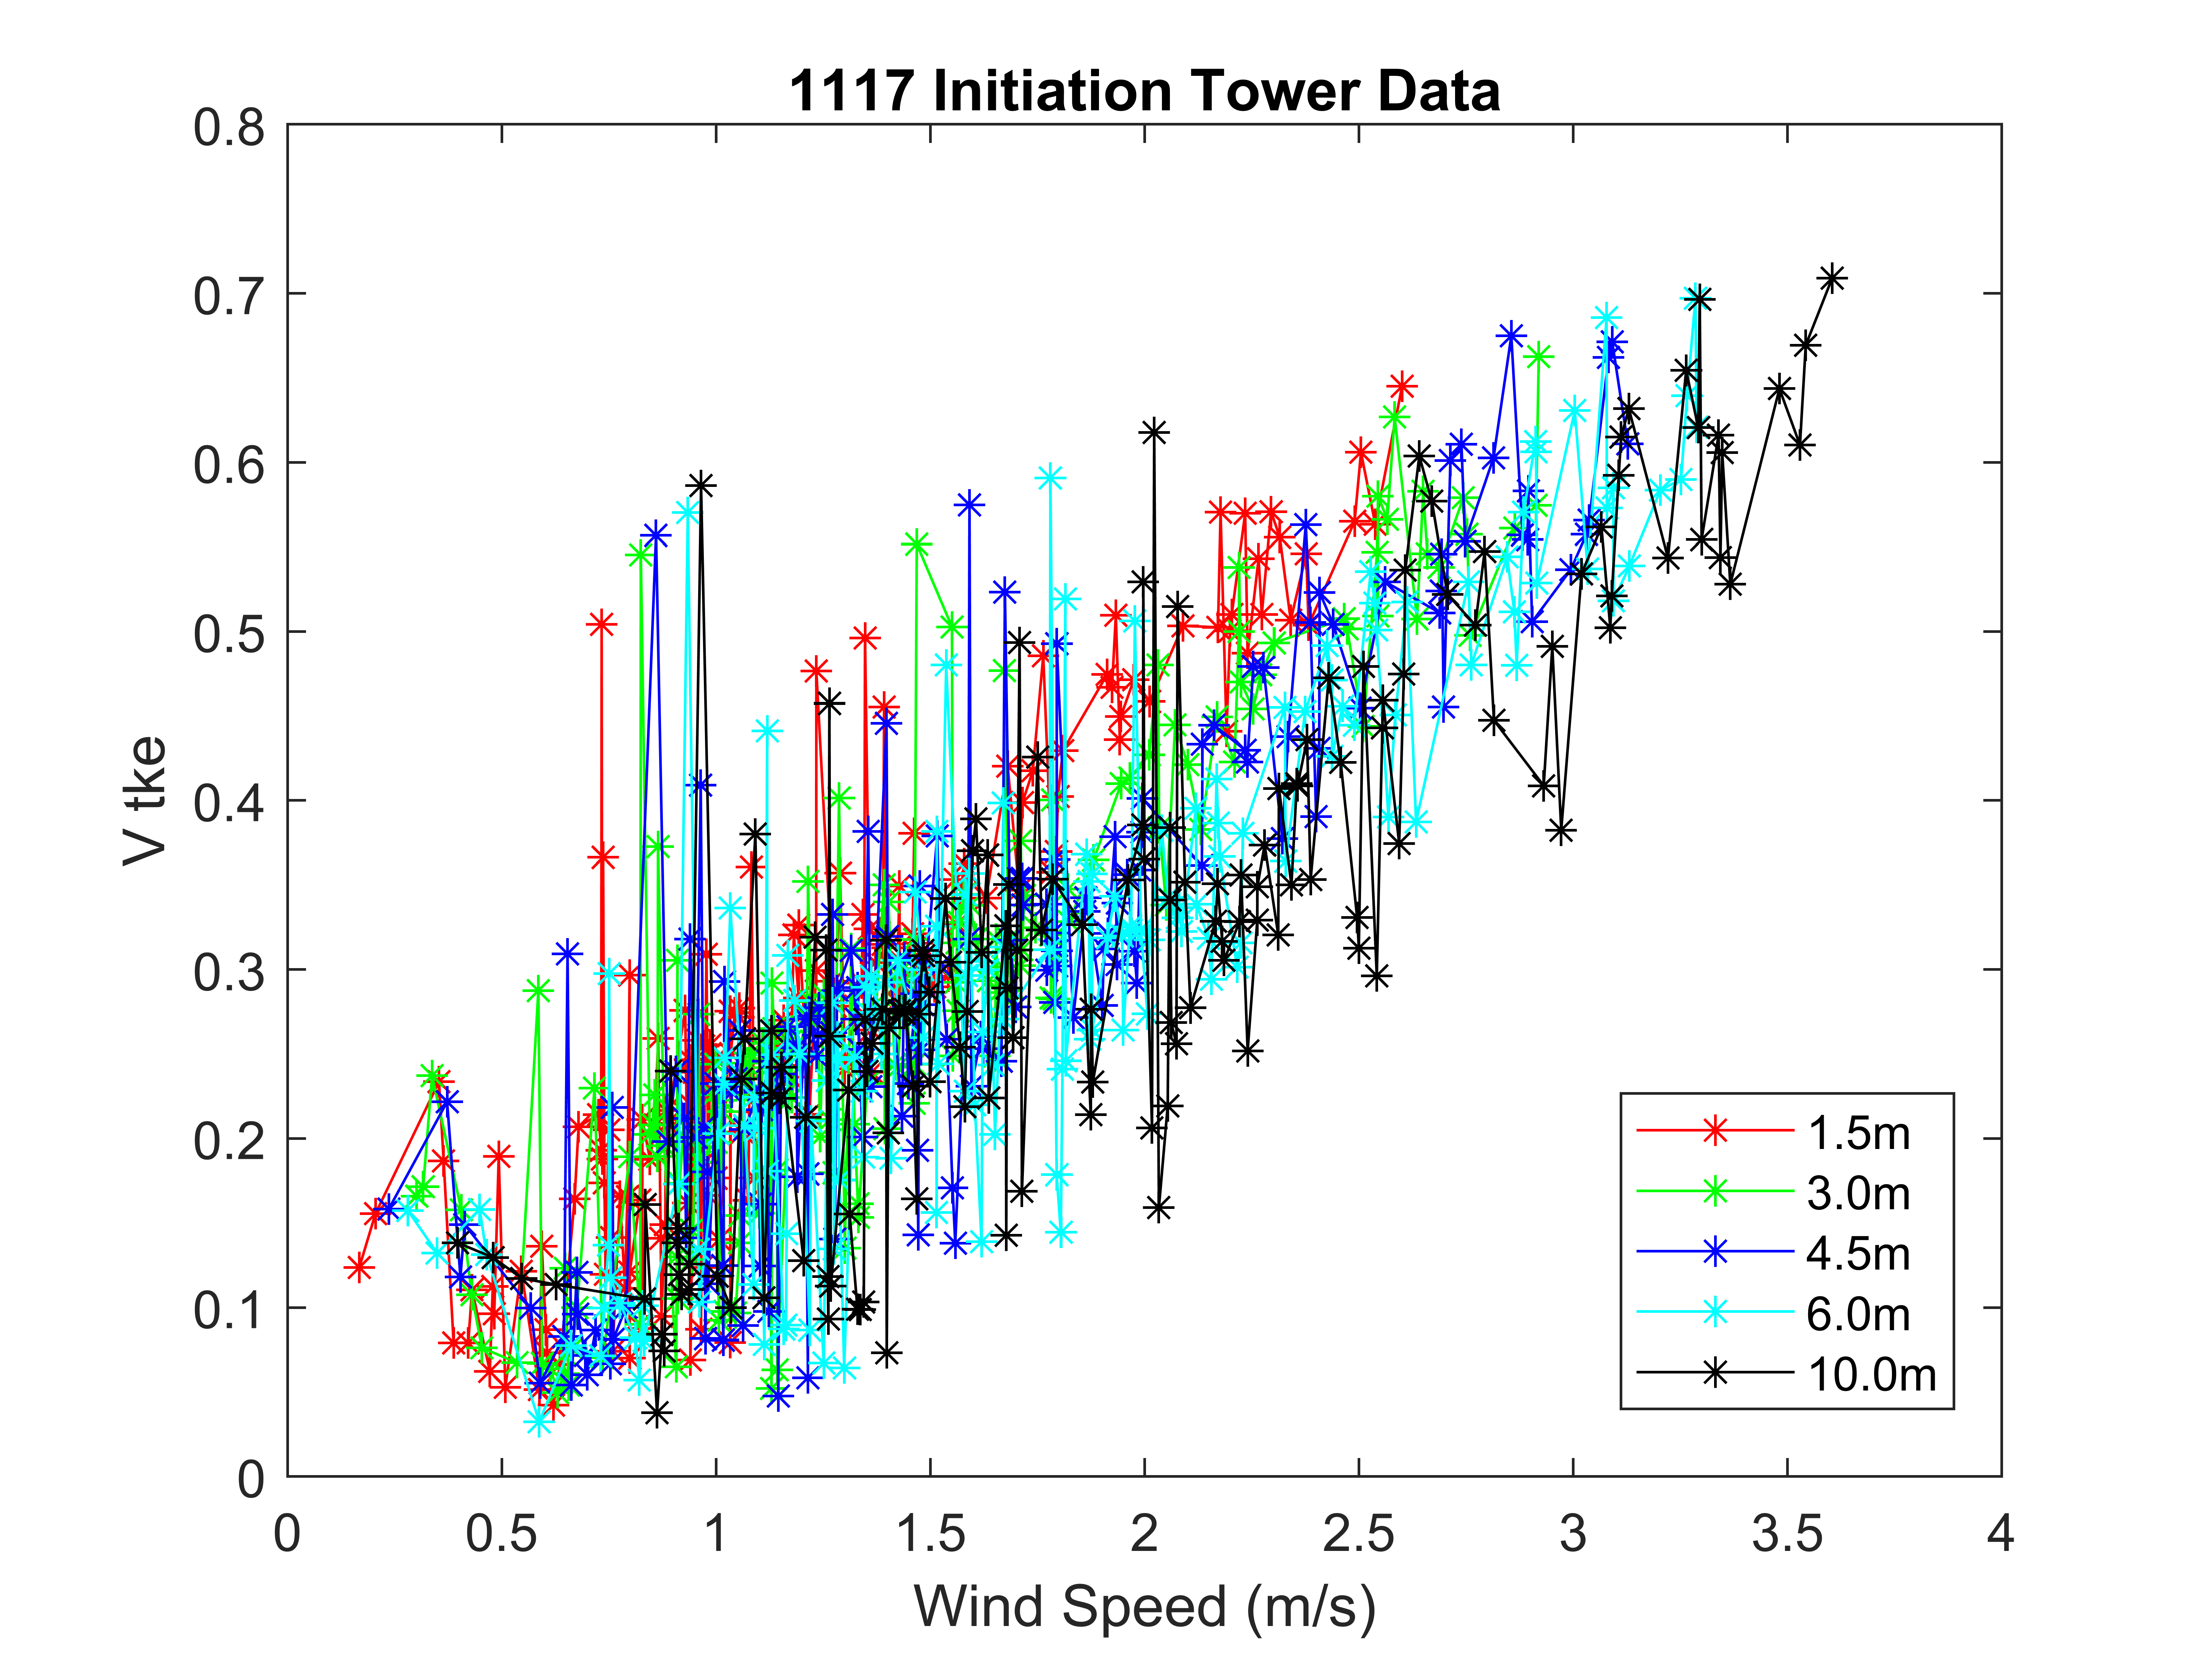 1117 Initiation Tower Data
0.8
0.7
0.6
0.5
0.4
0.3
0.2
0.1
0
V tke
0 0.5 1 1.5 2 2.5 3 3.5 4
Wind Speed (m/s)
1.5m
3.0m
4.5m
6.0m
10.0m